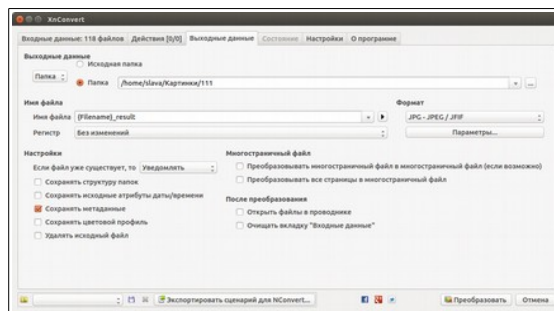 XnConvert
Входные данные: 118 файлов Действия [0/0] Выходные данные Состояние Настройки О программе
Выходные данные
Исходная папка
Папка Папка /home/slava/Картинки/111 ...
Имя файла Формат
Имя файла {Filename}_result JPG - JPEG / JFIF
Регистр Без изменений Параметры...
Настройки Многостраничный файл
Если файл уже существует, то Уведомлять Преобразовывать многостраничный файл в многостраничный файл (если возможно)
Сохранять структуру папок Преобразовать все страницы в многостраничный файл
Сохранять исходные атрибуты даты/времени
Сохранять метаданные После преобразования
Сохранять цветовой профиль Открыть файлы в проводнике
Удалять исходный файл Очищать вкладку "Входные данные"
Экспортировать сценарий для NConvert... Преобразовать Отмена